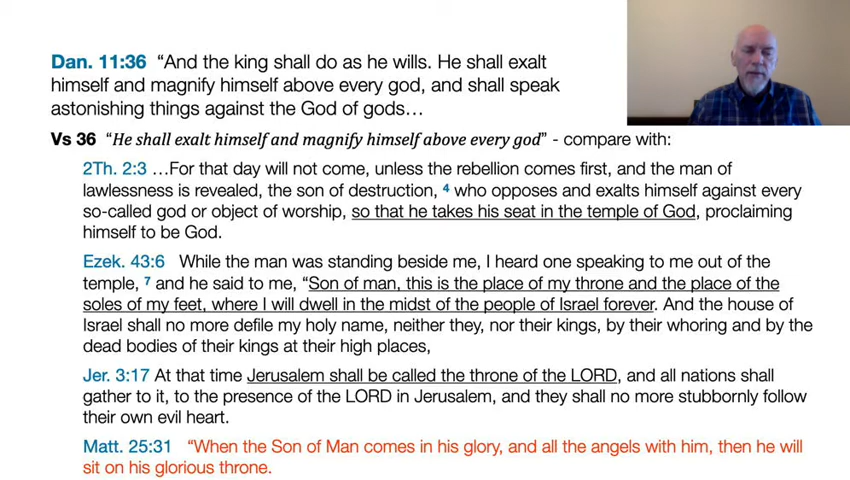 Dan. 11:36 “And the king shall do as he wills. He shall exalt
himself and magnify himself above every god, and shall speak
astonishing things against the God of gods…
Vs 36 “He shall exalt himself and magnify himself above every god” - compare with:
2Th. 2:3 …For that day will not come, unless the rebellion comes first, and the man of
lawlessness is revealed, the son of destruction, 4 who opposes and exalts himself against every
so-called god or object of worship, so that he takes his seat in the temple of God, proclaiming
himself to be God.
Ezek. 43:6 While the man was standing beside me, I heard one speaking to me out of the
temple, 7 and he said to me, “Son of man, this is the place of my throne and the place of the
soles of my feet, where I will dwell in the midst of the people of Israel forever. And the house of
Israel shall no more defile my holy name, neither they, nor their kings, by their whoring and by the
dead bodies of their kings at their high places,
Jer. 3:17 At that time Jerusalem shall be called the throne of the LORD, and all nations shall
gather to it, to the presence of the LORD in Jerusalem, and they shall no more stubbornly follow
their own evil heart.
Matt. 25:31 “When the Son of Man comes in his glory, and all the angels with him, then he will
sit on his glorious throne.